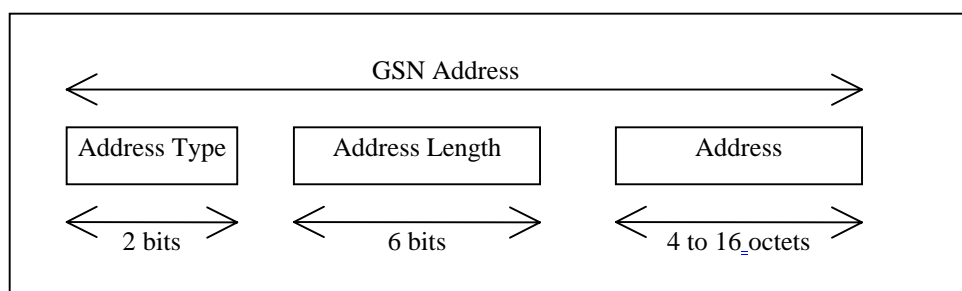 GSN Address
Address Type Address Length Address
2 bits 6 bits 4 to 16 octets